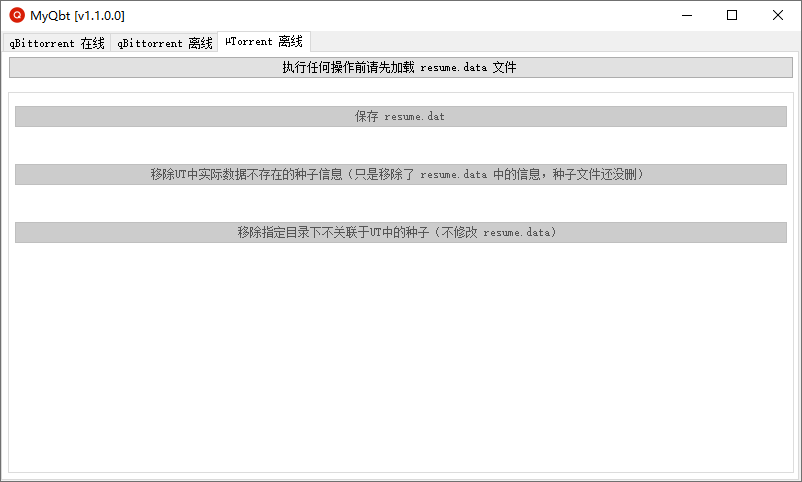 MyQbt [v1.1.0.0]
qBittorrent 在线 qBittorrent 离线 µTorrent 离线
执行任何操作前请先加载 resume.data 文件
保存 resume.dat
移除UT中实际数据不存在的种子信息（只是移除了 resume.data 中的信息，种子文件还没删）
移除指定目录下不关联于UT中的种子（不修改 resume.data）